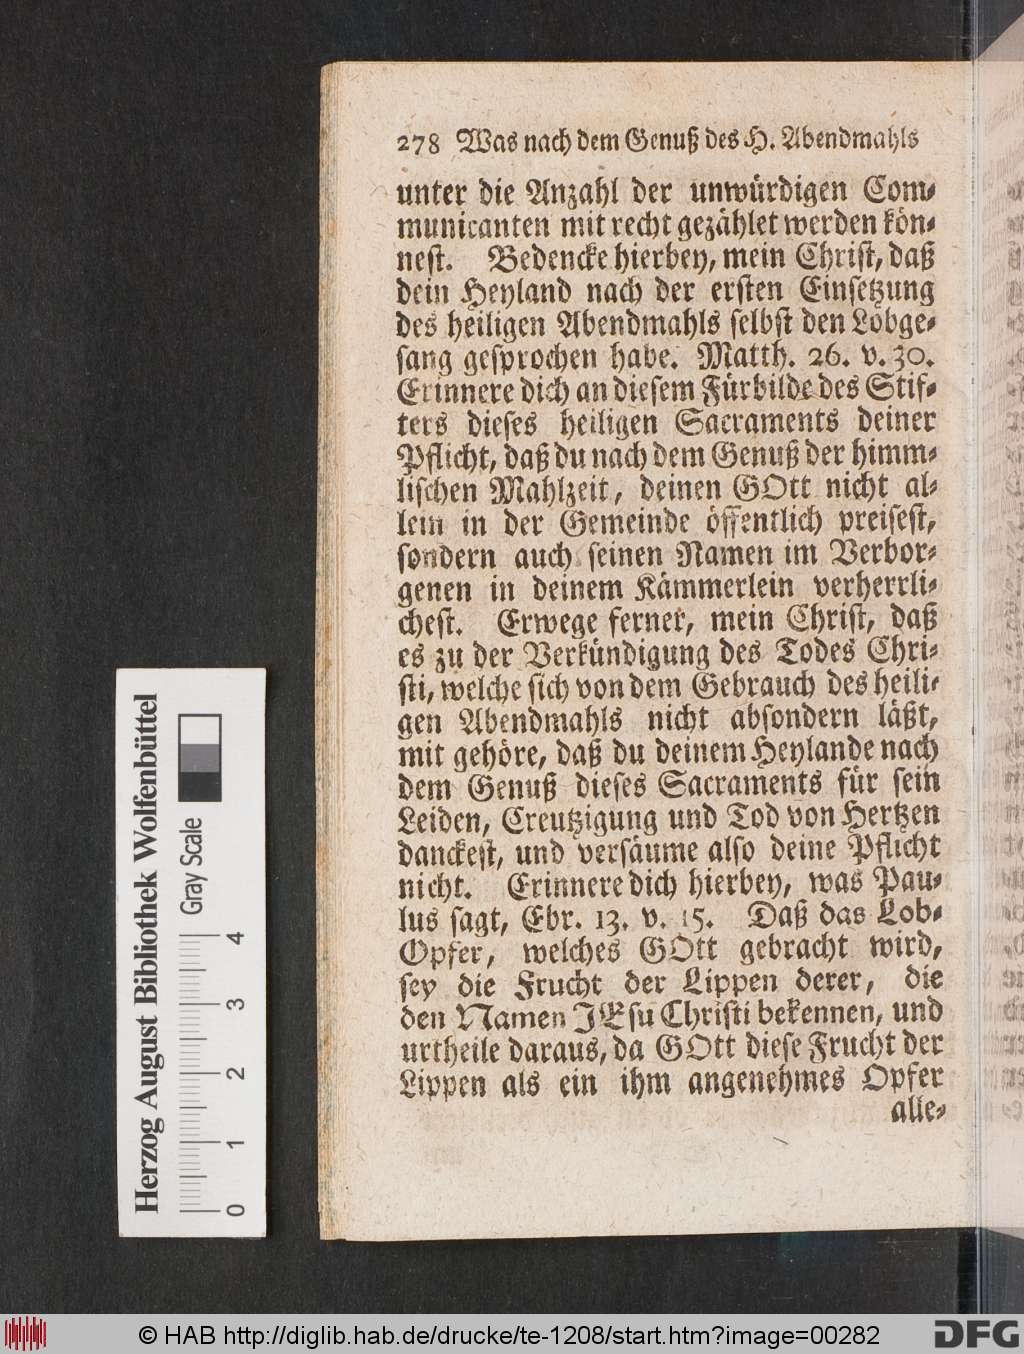 278 Was nach dem Genuß des H. Abendmahls
unter die Anzahl der unwürdigen Com-
municanten mit recht gezählet werden kön-
nest. Bedencke hierbey, mein Christ, daß
dein Heyland nach der ersten Einsetzung
des heiligen Abendmahls selbst den Lobge-
sang gesprochen habe. Matth. 26. v. 30.
Erinnere dich an diesem Fürbilde des Stif-
ters dieses heiligen Sacraments deiner
Pflicht, daß du nach dem Genuß der himm-
lischen Mahlzeit, deinen GOtt nicht al-
lein in der Gemeinde öffentlich preisest,
sondern auch seinen Namen im Verbor-
genen in deinem Kämmerlein verherrli-
chest. Erwege ferner, mein Christ, daß
es zu der Verkündigung des Todes Chri-
sti, welche sich von dem Gebrauch des heili-
gen Abendmahls nicht absondern läßt,
mit gehöre, daß du deinem Heylande nach
dem Genuß dieses Sacraments für sein
Leiden, Creutzigung und Tod von Hertzen
danckest, und versäume also deine Pflicht
nicht. Erinnere dich hierbey, was Pau-
lus sagt, Ebr. 13. v. 15. Daß das Lob-
Opfer, welches GOtt gebracht wird,
sey die Frucht der Lippen derer, die
den Namen JEsu Christi bekennen, und
urtheile daraus, da GOtt diese Frucht der
Lippen als ein ihm angenehmes Opfer
alle-
Herzog August Bibliothek Wolfenbüttel
Gray Scale
0 1 2 3 4
© HAB http://diglib.hab.de/drucke/te-1208/start.htm?image=00282
DFG